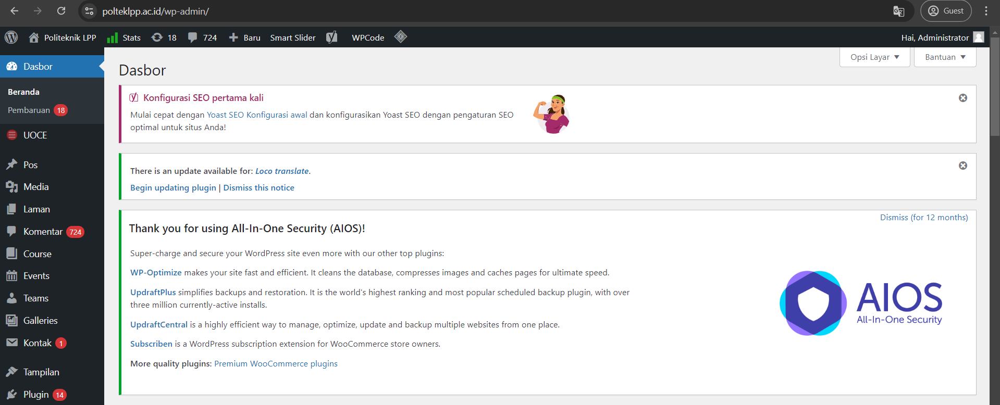 polteklpp.ac.id/wp-admin/
Guest
Politeknik LPP
Stats
18
724
Baru
Smart Slider
WPCode
Hai, Administrator
Dasbor
Beranda
Pembaruan 18
UOCE
Pos
Media
Laman
Komentar 724
Course
Events
Teams
Galleries
Kontak 1
Tampilan
Plugin 14
Opsi Layar
Bantuan
Dasbor
Konfigurasi SEO pertama kali
Mulai cepat dengan Yoast SEO Konfigurasi awal dan konfigurasikan Yoast SEO dengan pengaturan SEO
optimal untuk situs Anda!
There is an update available for: Loco translate.
Begin updating plugin | Dismiss this notice
Dismiss (for 12 months)
Thank you for using All-In-One Security (AIOS)!
Super-charge and secure your WordPress site even more with our other top plugins:
WP-Optimize makes your site fast and efficient. It cleans the database, compresses images and caches pages for ultimate speed.
UpdraftPlus simplifies backups and restoration. It is the world's highest ranking and most popular scheduled backup plugin, with over
three million currently-active installs.
UpdraftCentral is a highly efficient way to manage, optimize, update and backup multiple websites from one place.
Subscriben is a WordPress subscription extension for WooCommerce store owners.
More quality plugins: Premium WooCommerce plugins
AIOS
All-In-One Security